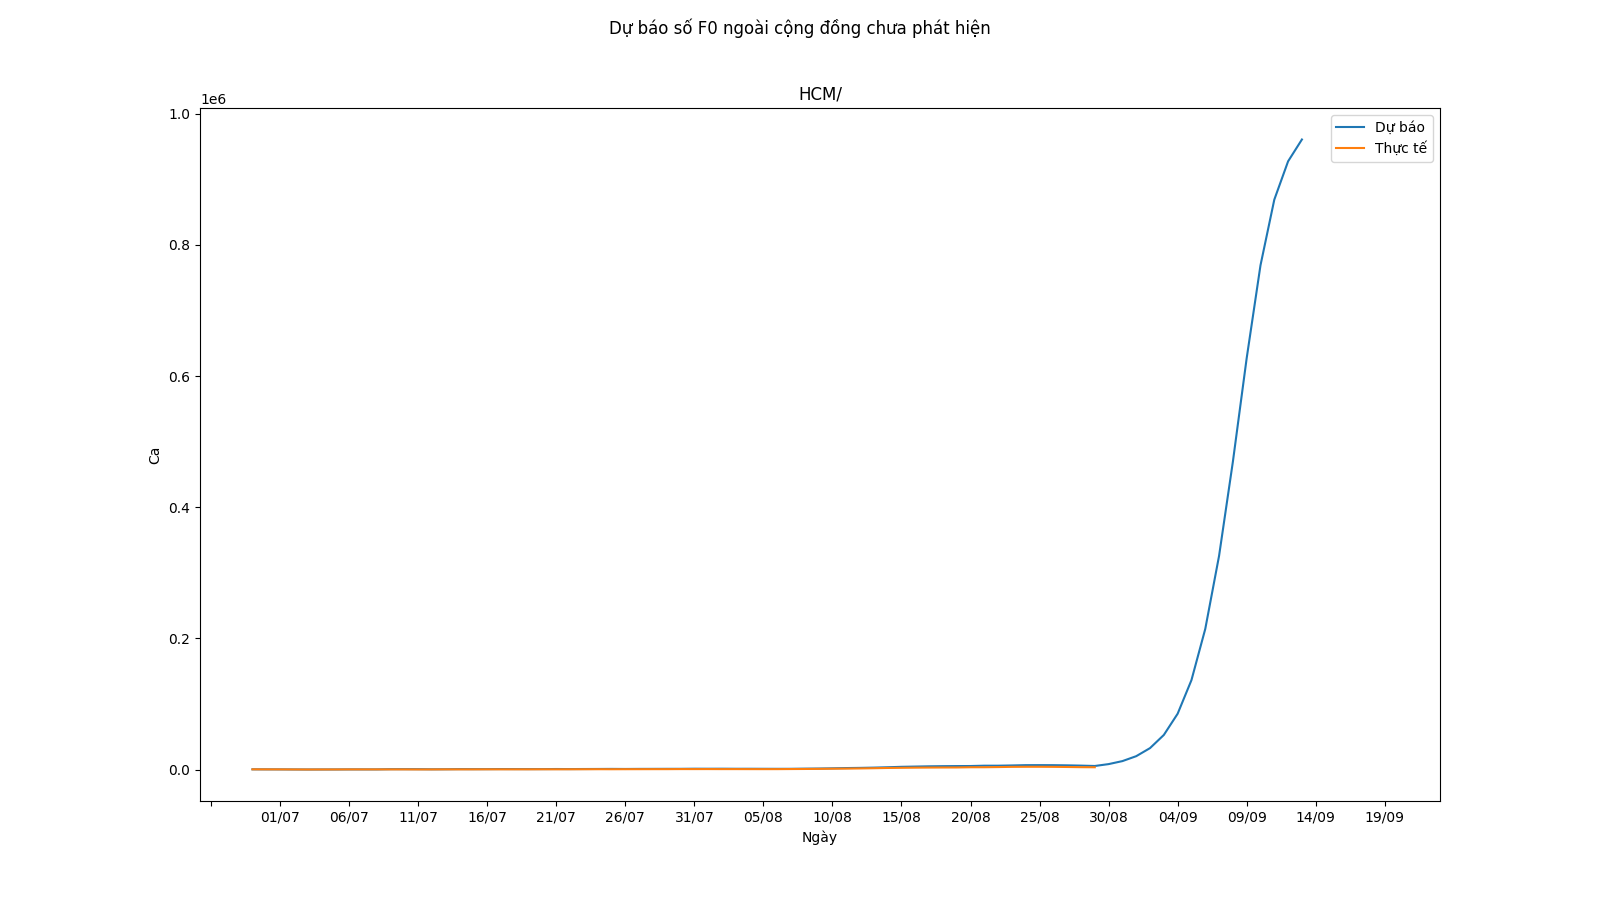 Dự báo số F0 ngoài cộng đồng chưa phát hiện
HCM/
1e6
1.0
0.8
0.6
0.4
0.2
0.0
Ca
Dự báo
Thực tế
01/07 06/07 11/07 16/07 21/07 26/07 31/07 05/08 10/08 15/08 20/08 25/08 30/08 04/09 09/09 14/09 19/09
Ngày